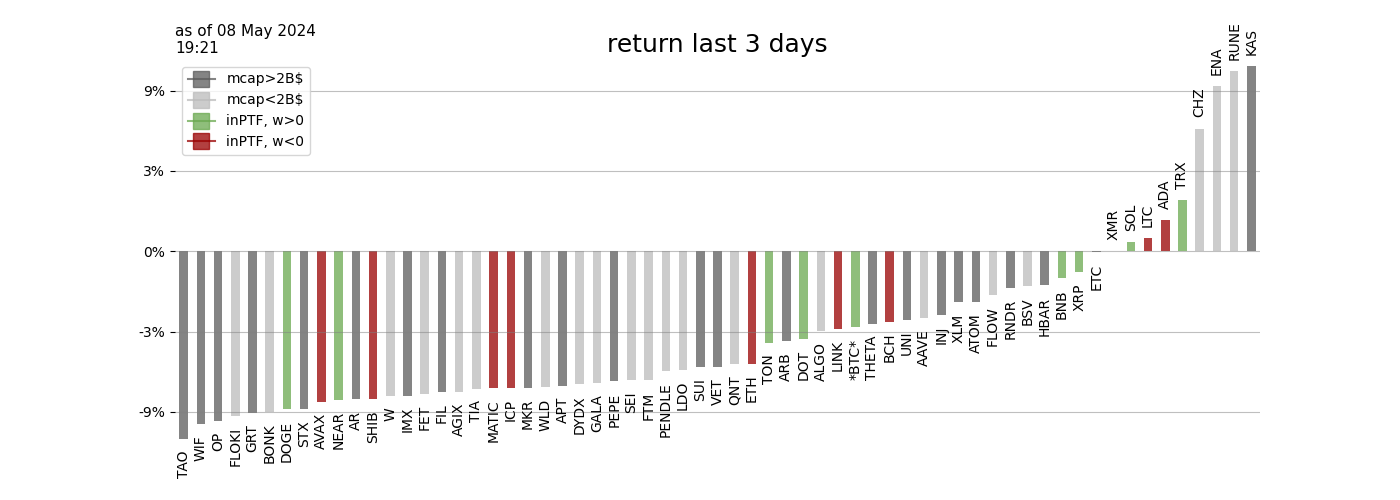 as of 08 May 2024
19:21
return last 3 days
mcap>2B$
mcap<2B$
inPTF, w>0
inPTF, w<0
9%
3%
0%
-3%
-9%
TAO
WIF
OP
FLOKI
GRT
BONK
DOGE
STX
AVAX
NEAR
AR
SHIB
W
IMX
FET
FIL
AGIX
TIA
MATIC
ICP
MKR
WLD
APT
DYDX
GALA
PEPE
SEI
FTM
PENDLE
LDO
SUI
VET
QNT
ETH
TON
ARB
DOT
ALGO
LINK
*BTC*
THETA
BCH
UNI
AAVE
INJ
XLM
ATOM
FLOW
RNDR
BSV
HBAR
BNB
XRP
ETC
XMR
SOL
LTC
ADA
TRX
CHZ
ENA
RUNE
KAS